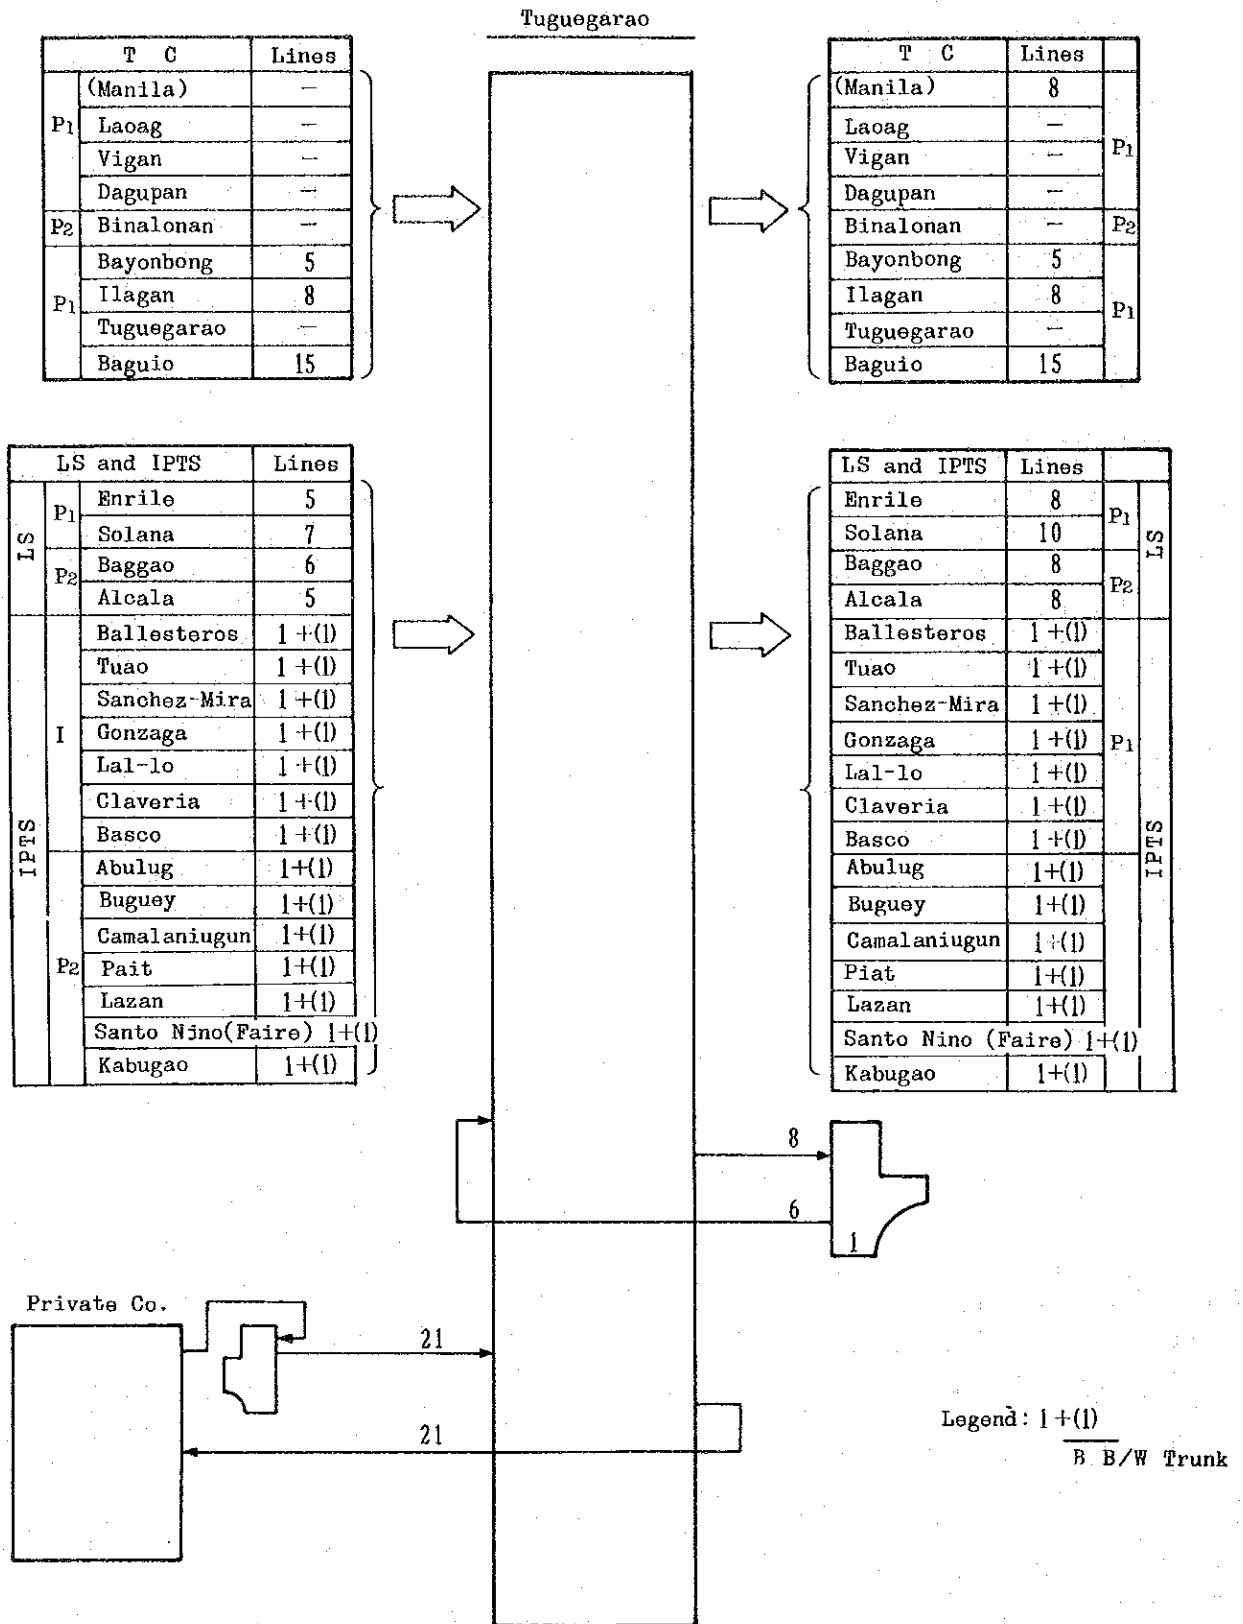 Tuguegarao
T C Lines
P1 (Manila) —
Laoag —
Vigan —
Dagupan —
P2 Binalonan —
P1 Bayonbong 5
Ilagan 8
Tuguegarao —
Baguio 15
T C Lines
(Manila) 8 P1
Laoag —
Vigan —
Dagupan —
Binalonan — P2
Bayonbong 5 P1
Ilagan 8
Tuguegarao —
Baguio 15
LS and IPTS Lines
LS P1 Enrile 5
Solana 7
P2 Baggao 6
Alcala 5
IPTS I Ballesteros 1+(1)
Tuao 1+(1)
Sanchez-Mira 1+(1)
Gonzaga 1+(1)
Lal-lo 1+(1)
Claveria 1+(1)
Basco 1+(1)
P2 Abulug 1+(1)
Buguey 1+(1)
Camalaniugun 1+(1)
Pait 1+(1)
Lazan 1+(1)
Santo Nino(Faire) 1+(1)
Kabugao 1+(1)
LS and IPTS Lines
Enrile 8 P1 LS
Solana 10
Baggao 8 P2
Alcala 8
Ballesteros 1+(1) P1 IPTS
Tuao 1+(1)
Sanchez-Mira 1+(1)
Gonzaga 1+(1)
Lal-lo 1+(1)
Claveria 1+(1)
Basco 1+(1)
Abulug 1+(1)
Buguey 1+(1)
Camalaniugun 1+(1)
Piat 1+(1)
Lazan 1+(1)
Santo Nino (Faire) 1+(1)
Kabugao 1+(1)
8
6
1
Private Co.
21
21
Legend: 1+(1)
B B/W Trunk